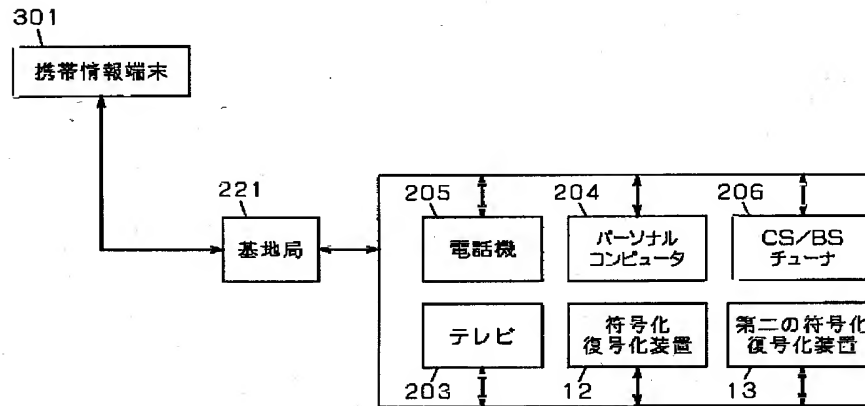 301
携帯情報端末
221
基地局
205
電話機
204
パーソナル
コンピュータ
206
CS/BS
チューナ
テレビ
203
符号化
復号化装置
12
第二の符号化
復号化装置
13